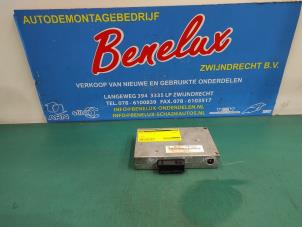 AUTODEMONTAGEBEDRIJF
Benelux
ZWIJNDRECHT B.V.
VERKOOP VAN NIEUWE EN GEBRUIKTE ONDERDELEN
LANGEWEG 394 3335 LP ZWIJNDRECHT
TEL. 078 - 6100839 FAX. 078 - 6103517
INFO@BENELUX-ONDERDELEN.NL
BENELUX-SCHADEAUTOS.NL
ARN